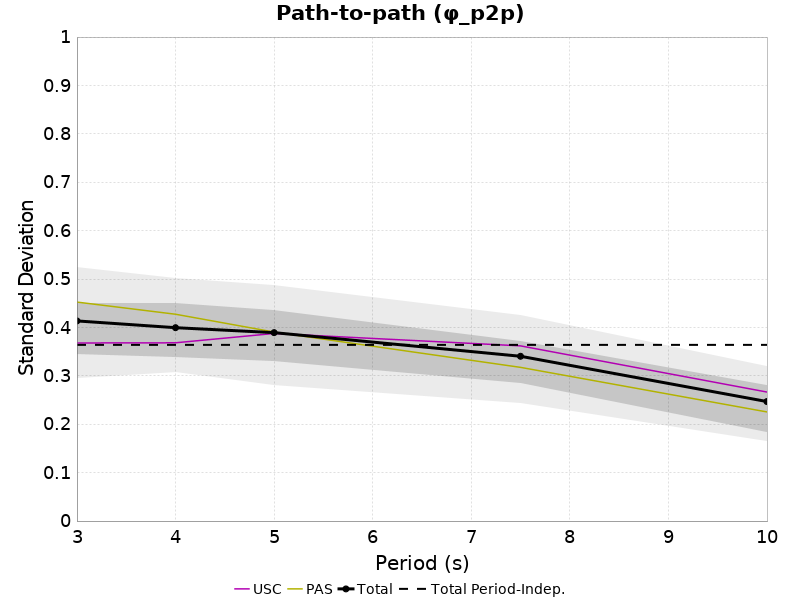 Path-to-path (φ_p2p)
Standard Deviation
1
0.9
0.8
0.7
0.6
0.5
0.4
0.3
0.2
0.1
0
3 4 5 6 7 8 9 10
Period (s)
USC PAS Total Total Period-Indep.